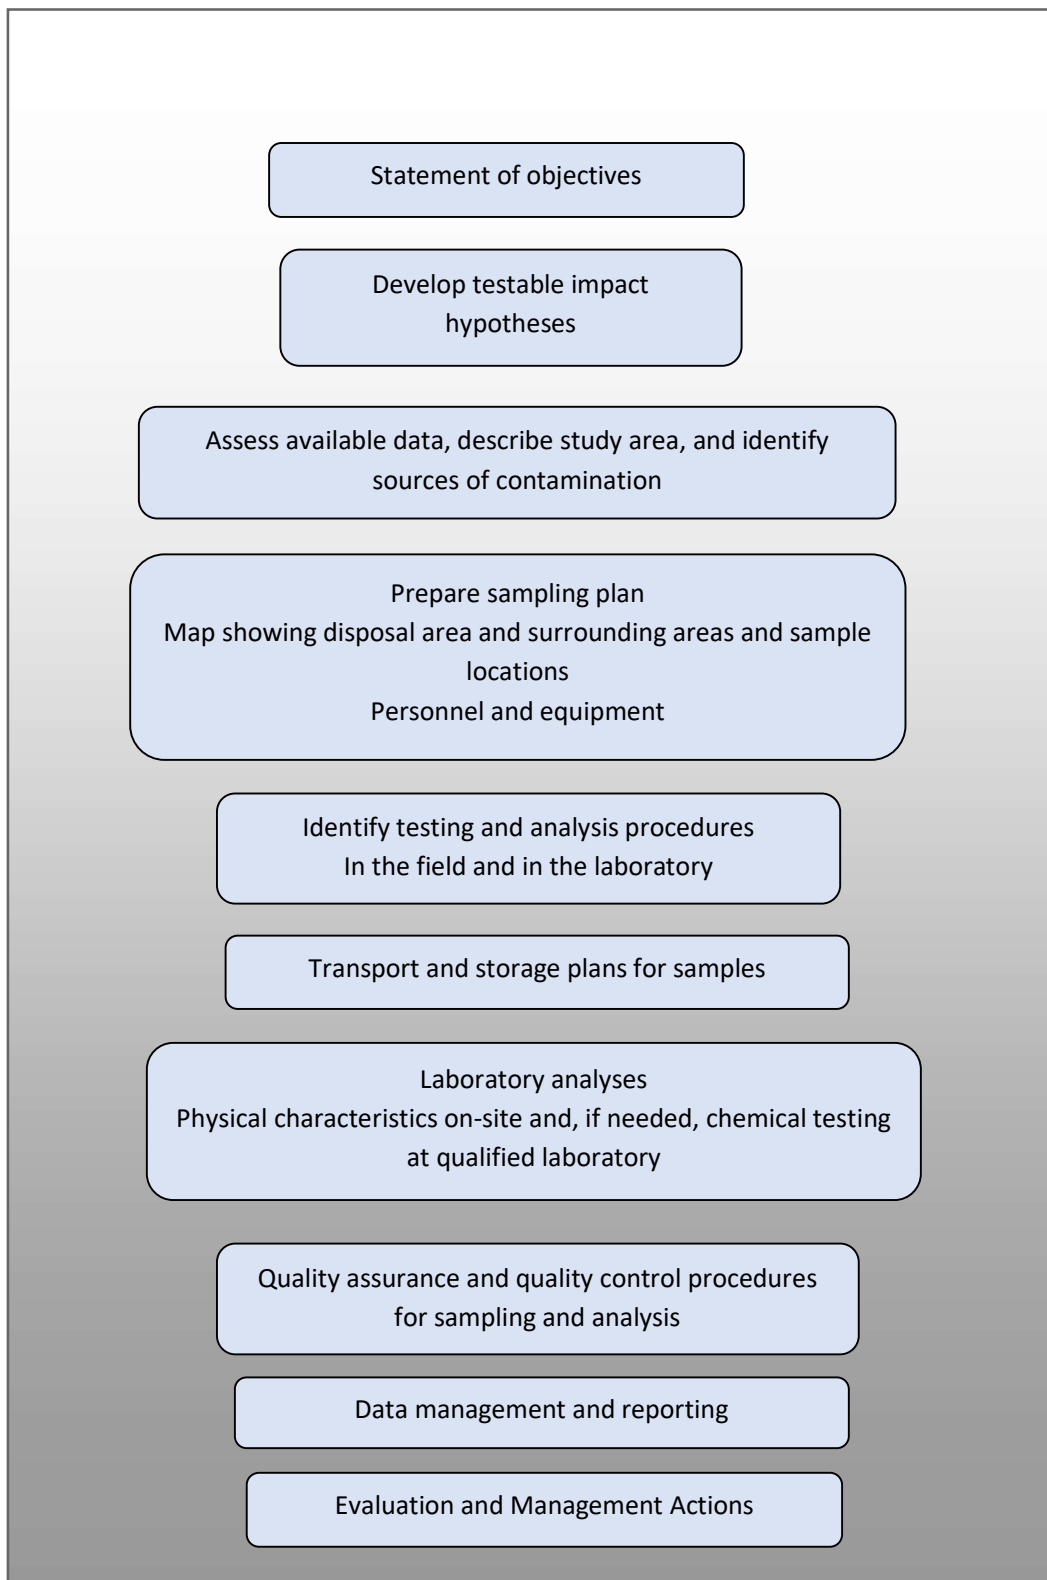 Statement of objectives
Develop testable impact
hypotheses
Assess available data, describe study area, and identify
sources of contamination
Prepare sampling plan
Map showing disposal area and surrounding areas and sample
locations
Personnel and equipment
Identify testing and analysis procedures
In the field and in the laboratory
Transport and storage plans for samples
Laboratory analyses
Physical characteristics on-site and, if needed, chemical testing
at qualified laboratory
Quality assurance and quality control procedures
for sampling and analysis
Data management and reporting
Evaluation and Management Actions